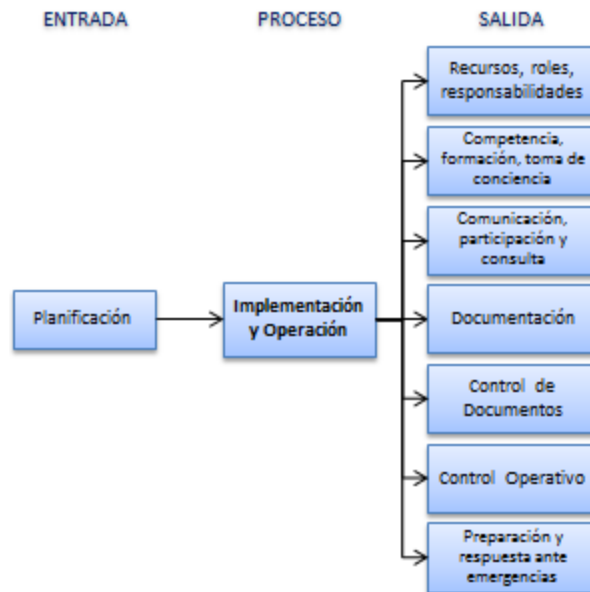 ENTRADA
PROCESO
SALIDA
Recursos, roles,
responsabilidades
Competencia,
formación, toma de
conciencia
Comunicación,
participación y
consulta
Planificación
Implementación
y Operación
Documentación
Control de
Documentos
Control Operativo
Preparación y
respuesta ante
emergencias